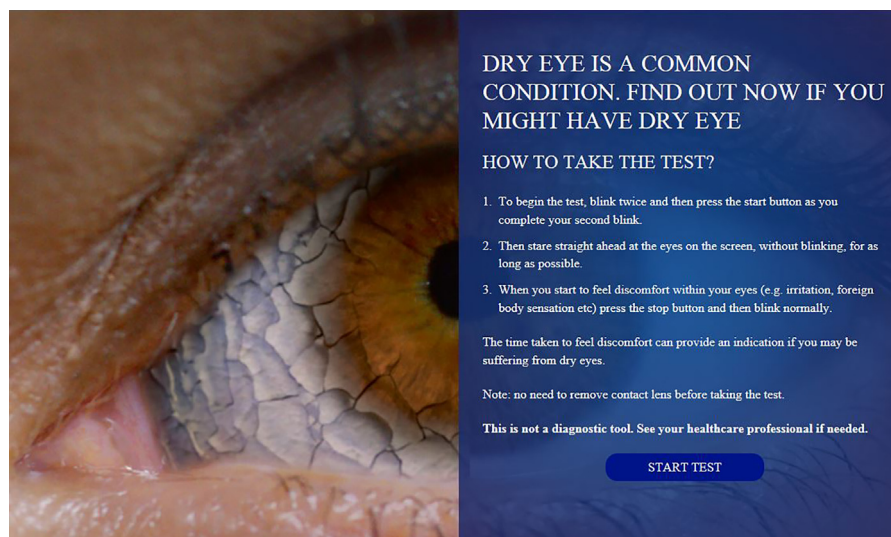 DRY EYE IS A COMMON
CONDITION. FIND OUT NOW IF YOU
MIGHT HAVE DRY EYE
HOW TO TAKE THE TEST?
1. To begin the test, blink twice and then press the start button as you
complete your second blink.
2. Then stare straight ahead at the eyes on the screen, without blinking, for as
long as possible.
3. When you start to feel discomfort within your eyes (e.g. irritation, foreign
body sensation etc) press the stop button and then blink normally.
The time taken to feel discomfort can provide an indication if you may be
suffering from dry eyes.
Note: no need to remove contact lens before taking the test.
This is not a diagnostic tool. See your healthcare professional if needed.
START TEST